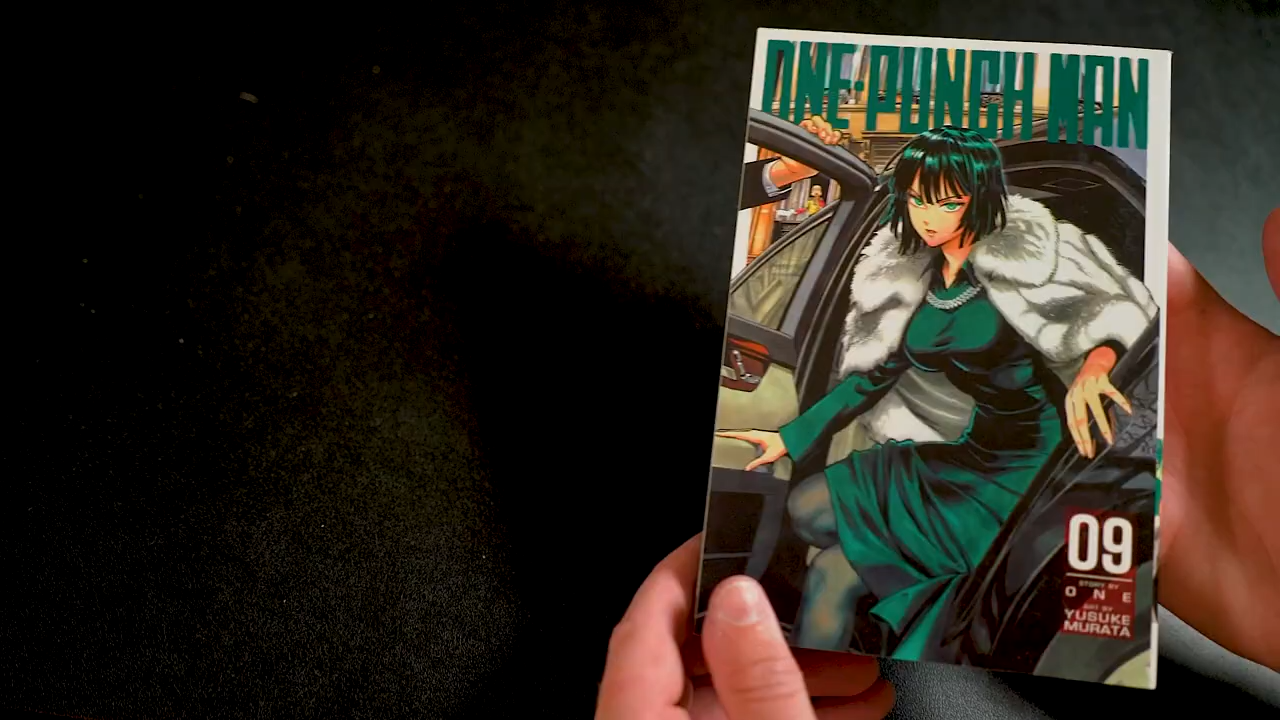 ONE-PUNCH MAN
09
STORY BY
ONE
ART BY
YUSUKE
MURATA